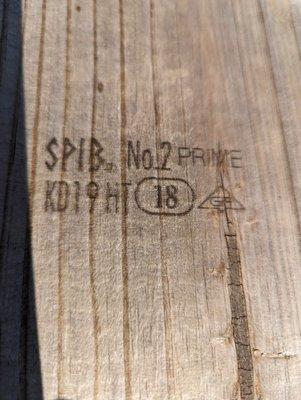 SPIB® No.2 PRIME
KD19 HT 18